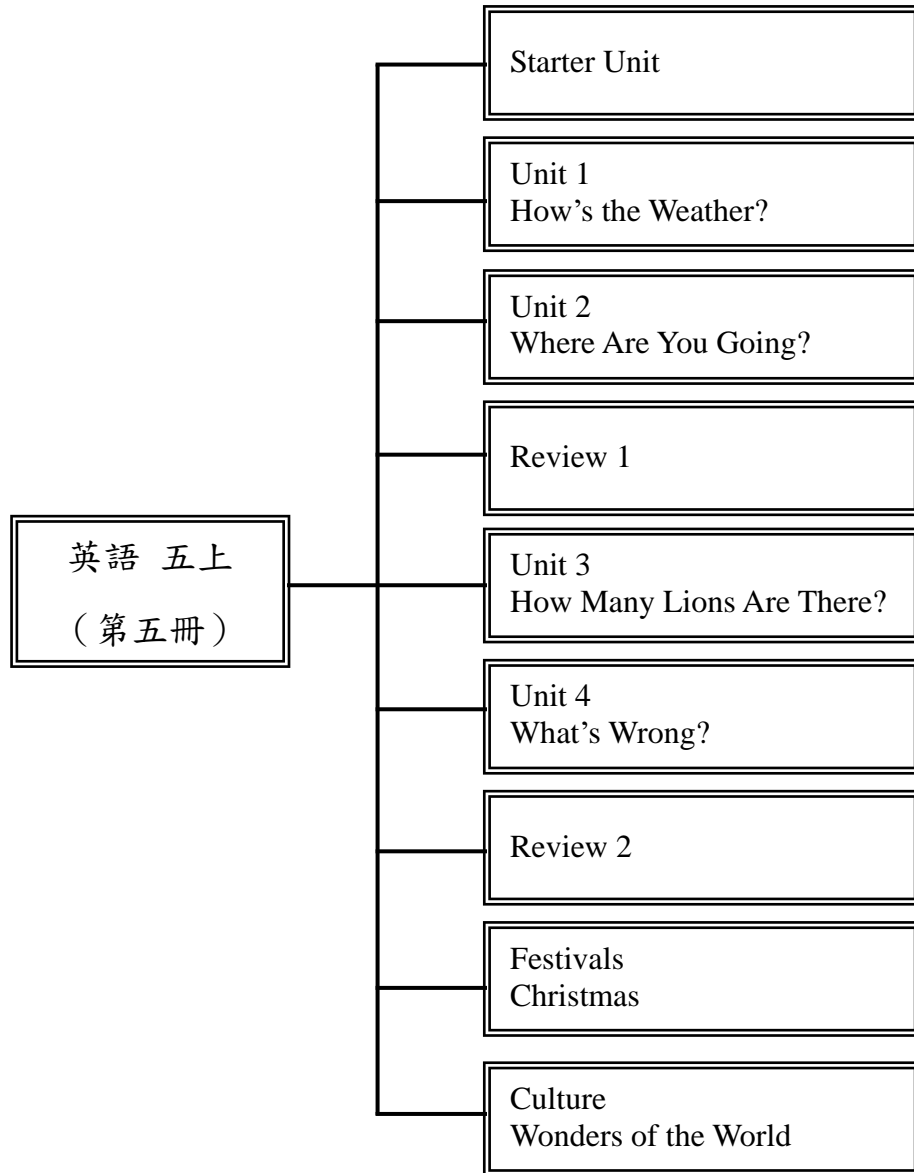 Starter Unit
Unit 1
How's the Weather?
Unit 2
Where Are You Going?
Review 1
英語 五上
（第五冊）
Unit 3
How Many Lions Are There?
Unit 4
What's Wrong?
Review 2
Festivals
Christmas
Culture
Wonders of the World